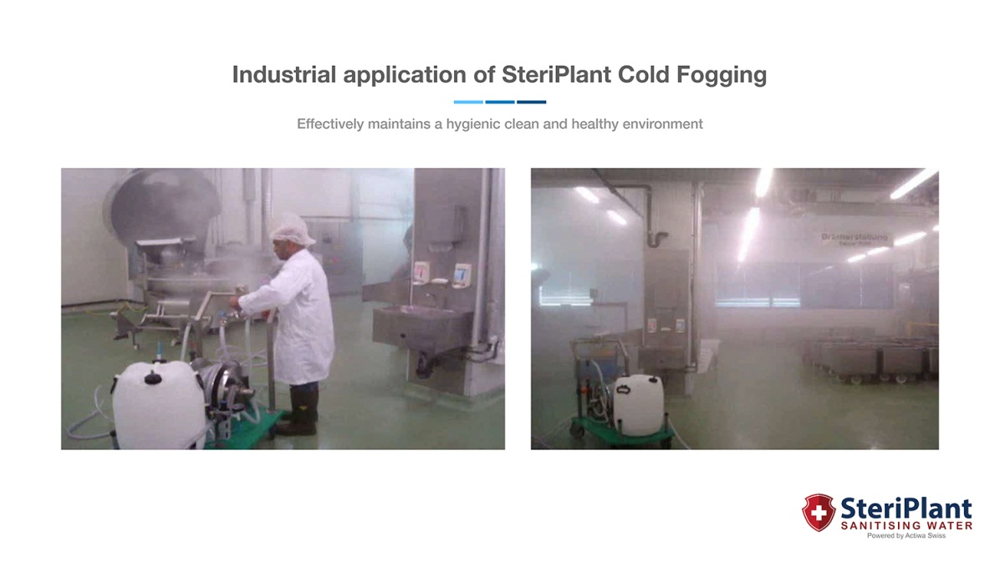 Industrial application of SteriPlant Cold Fogging
Effectively maintains a hygienic clean and healthy environment
SteriPlant
SANITISING WATER
Powered by Actiwa Swiss